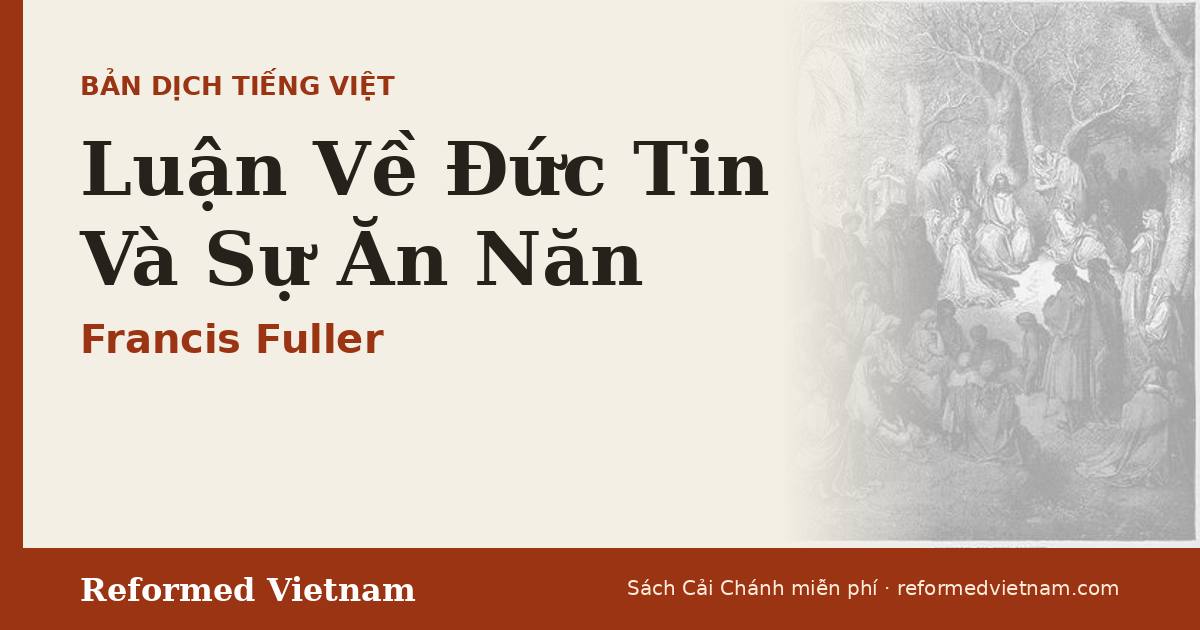 BẢN DỊCH TIẾNG VIỆT
Luận Về Đức Tin
Và Sự Ăn Năn
Francis Fuller
Reformed Vietnam
Sách Cải Chánh miễn phí · reformedvietnam.com